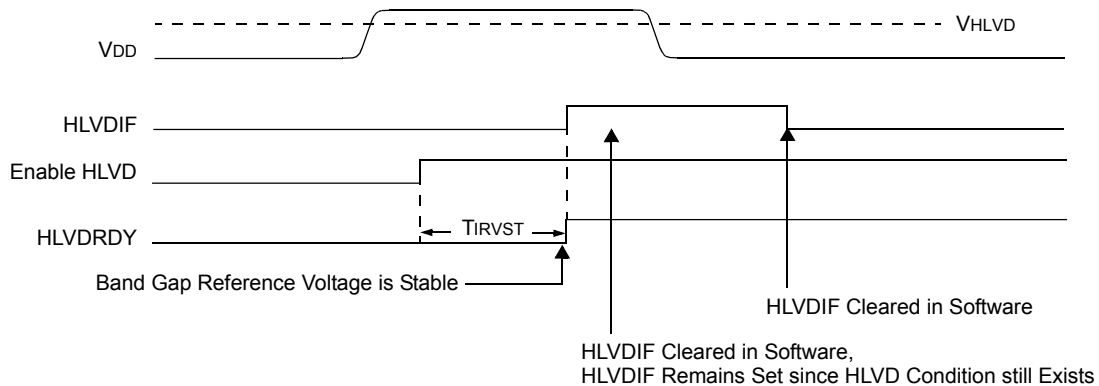 VHLVD
VDD
HLVDIF
Enable HLVD
TIRVST
HLVDRDY
Band Gap Reference Voltage is Stable
HLVDIF Cleared in Software
HLVDIF Cleared in Software,
HLVDIF Remains Set since HLVD Condition still Exists